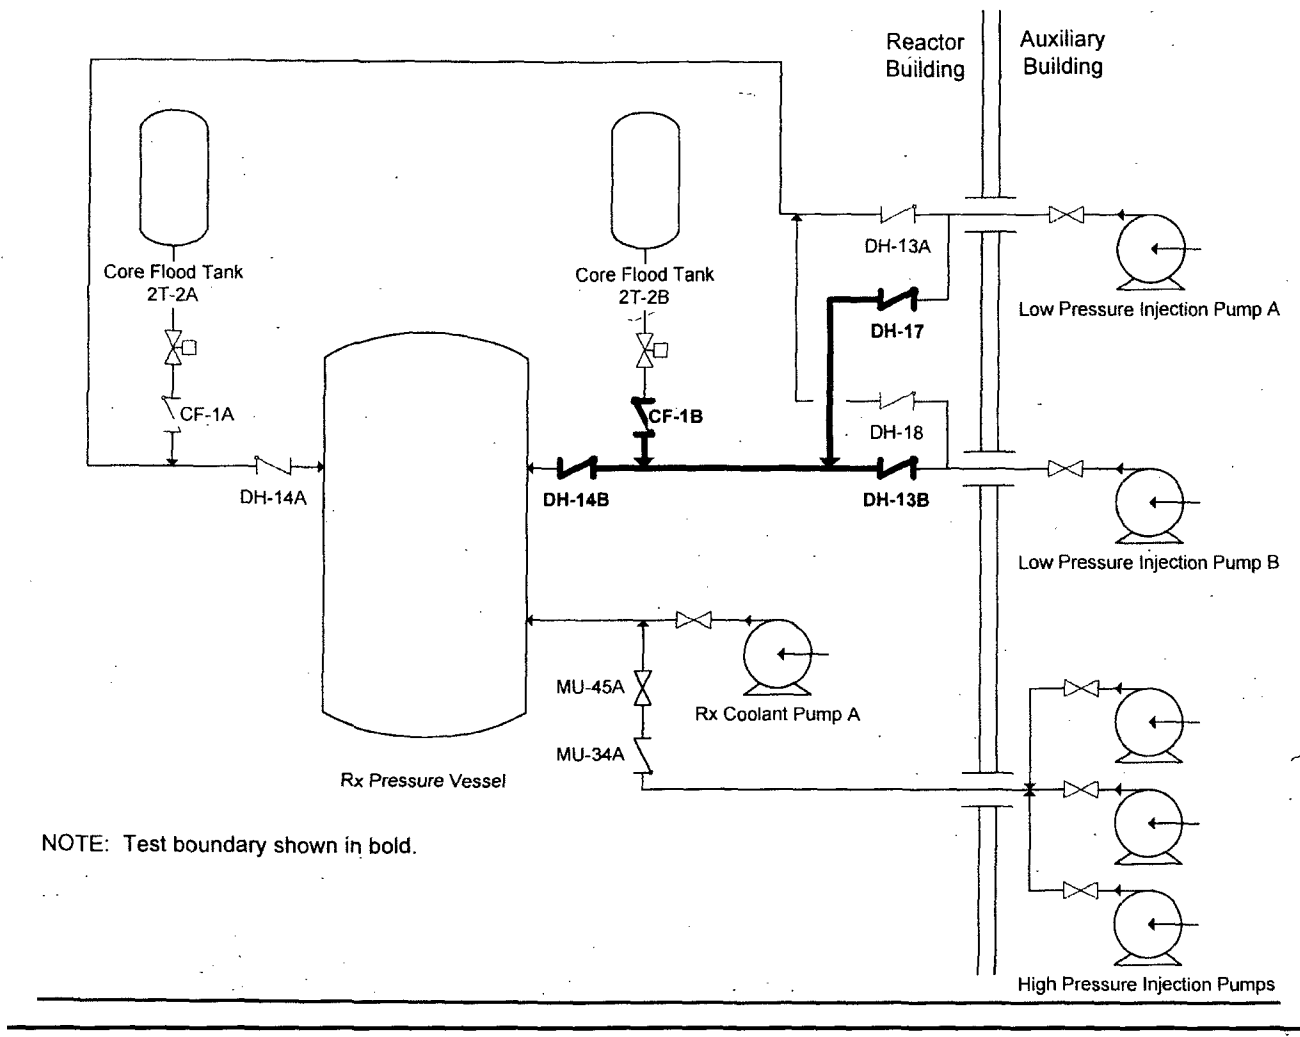 Reactor
Building
Auxiliary
Building
Core Flood Tank
2T-2A
Core Flood Tank
2T-2B
DH-13A
Low Pressure Injection Pump A
DH-17
CF-1A
CF-1B
DH-18
DH-14A
DH-14B
DH-13B
Low Pressure Injection Pump B
MU-45A
Rx Coolant Pump A
MU-34A
Rx Pressure Vessel
NOTE: Test boundary shown in bold.
High Pressure Injection Pumps